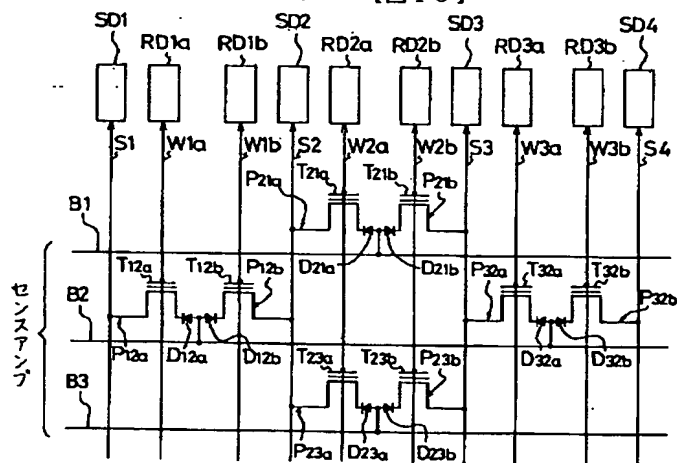 SD1 RD1a RD1b SD2 RD2a RD2b SD3 RD3a RD3b SD4
S1 W1a W1b S2 W2a W2b S3 W3a W3b S4
P21a T21a T21b P21b
B1
D21a D21b
T12a T12b P12b P32a T32a T32b P32b
B2
P12a D12a D12b D32a D32b
T23a T23b P23b
B3
P23a D23a D23b
センスアンプ